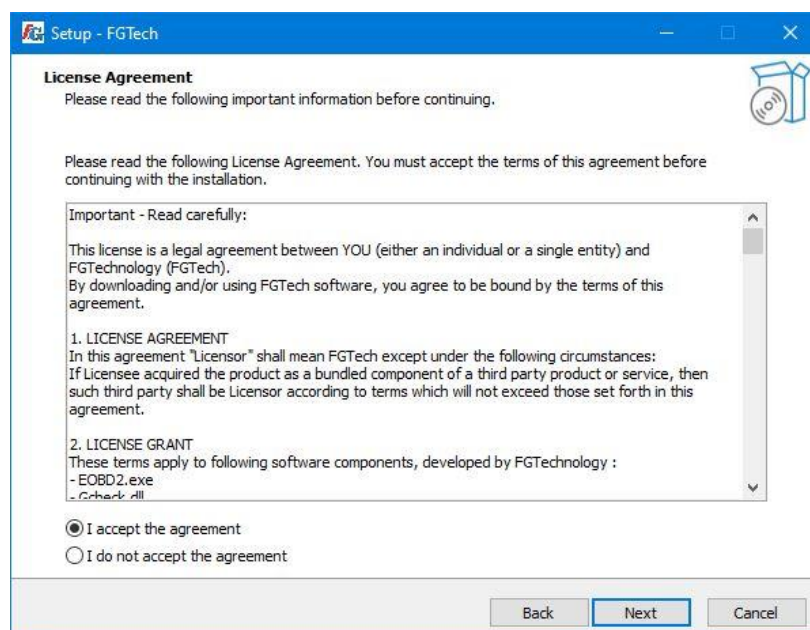 FG Setup - FGTech
License Agreement
Please read the following important information before continuing.
Please read the following License Agreement. You must accept the terms of this agreement before
continuing with the installation.
Important - Read carefully:
This license is a legal agreement between YOU (either an individual or a single entity) and
FGTechnology (FGTech).
By downloading and/or using FGTech software, you agree to be bound by the terms of this
agreement.
1. LICENSE AGREEMENT
In this agreement "Licensor" shall mean FGTech except under the following circumstances:
If Licensee acquired the product as a bundled component of a third party product or service, then
such third party shall be Licensor according to terms which will not exceed those set forth in this
agreement.
2. LICENSE GRANT
These terms apply to following software components, developed by FGTechnology :
- EOBD2.exe
- Gcheck.dll
I accept the agreement
I do not accept the agreement
Back Next Cancel